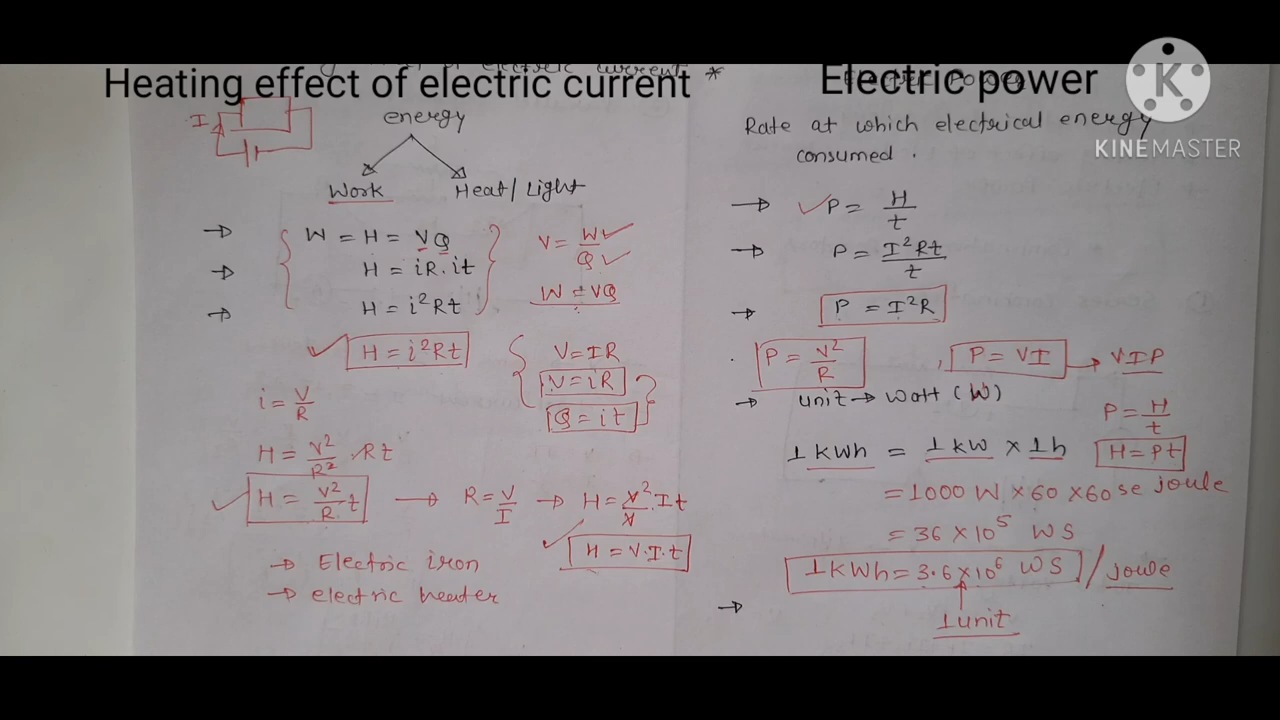 Heating effect of electric current *
I
energy
Work Heat/Light
W = H = VQ
H = iR. it
H = i²Rt
V = W/Q
W = VQ
H = i²Rt
V = IR
V = iR
Q = it
i = V/R
H = V²/R² .Rt
H = V²/R t → R = V/I → H = V²/V . It
H = V.I.t
→ Electric iron
→ electric heater
Electric power
KINEMASTER
Rate at which electrical energy
consumed .
→ P = H/t
→ P = I²Rt/t
→ P = I²R
P = V²/R , P = VI → VIP
→ unit → watt (W)
P = H/t
H = Pt
1 kWh = 1 kW × 1h
= 1000 W × 60 × 60 se joule
= 36 × 10⁵ WS
1 kWh = 3.6 × 10⁶ WS / joule
1 unit